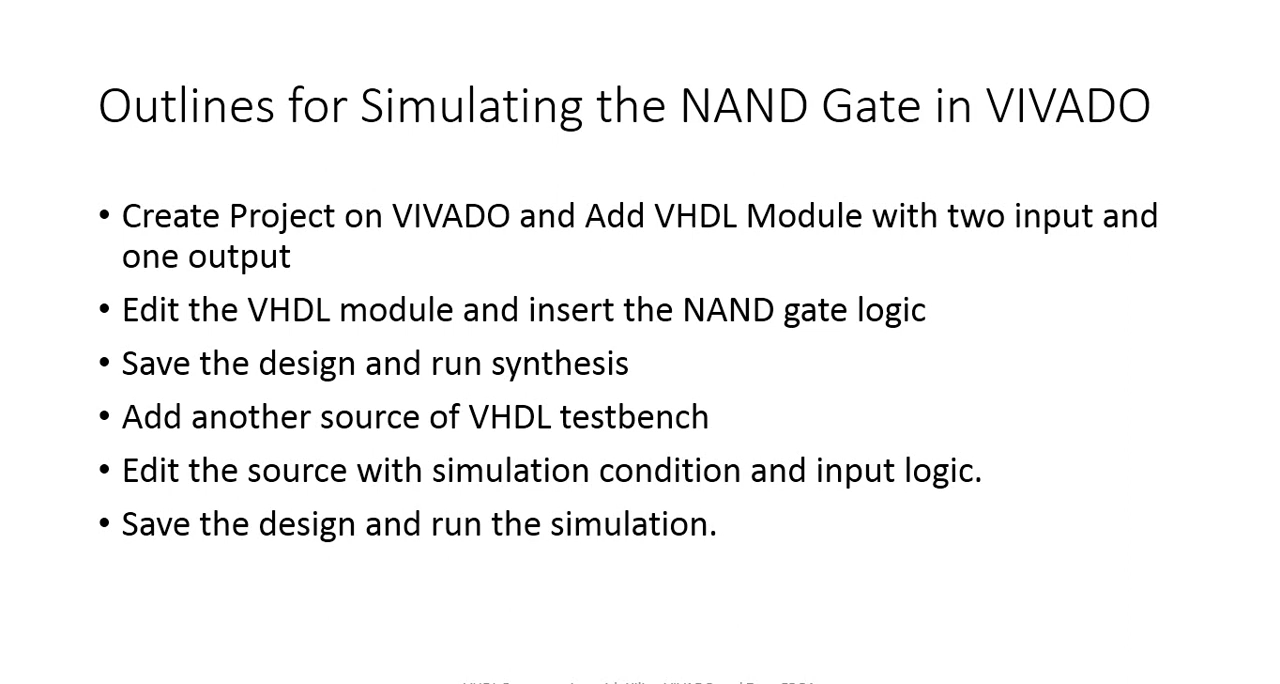 Outlines for Simulating the NAND Gate in VIVADO
• Create Project on VIVADO and Add VHDL Module with two input and
one output
• Edit the VHDL module and insert the NAND gate logic
• Save the design and run synthesis
• Add another source of VHDL testbench
• Edit the source with simulation condition and input logic.
• Save the design and run the simulation.